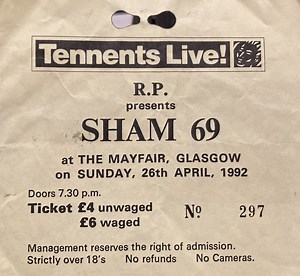 Tennents Live!
R.P.
presents
SHAM 69
at THE MAYFAIR, GLASGOW
on SUNDAY, 26th APRIL, 1992
Doors 7.30 p.m.
Ticket £4 unwaged
£6 waged
Nº 297
Management reserves the right of admission.
Strictly over 18's No refunds No Cameras.